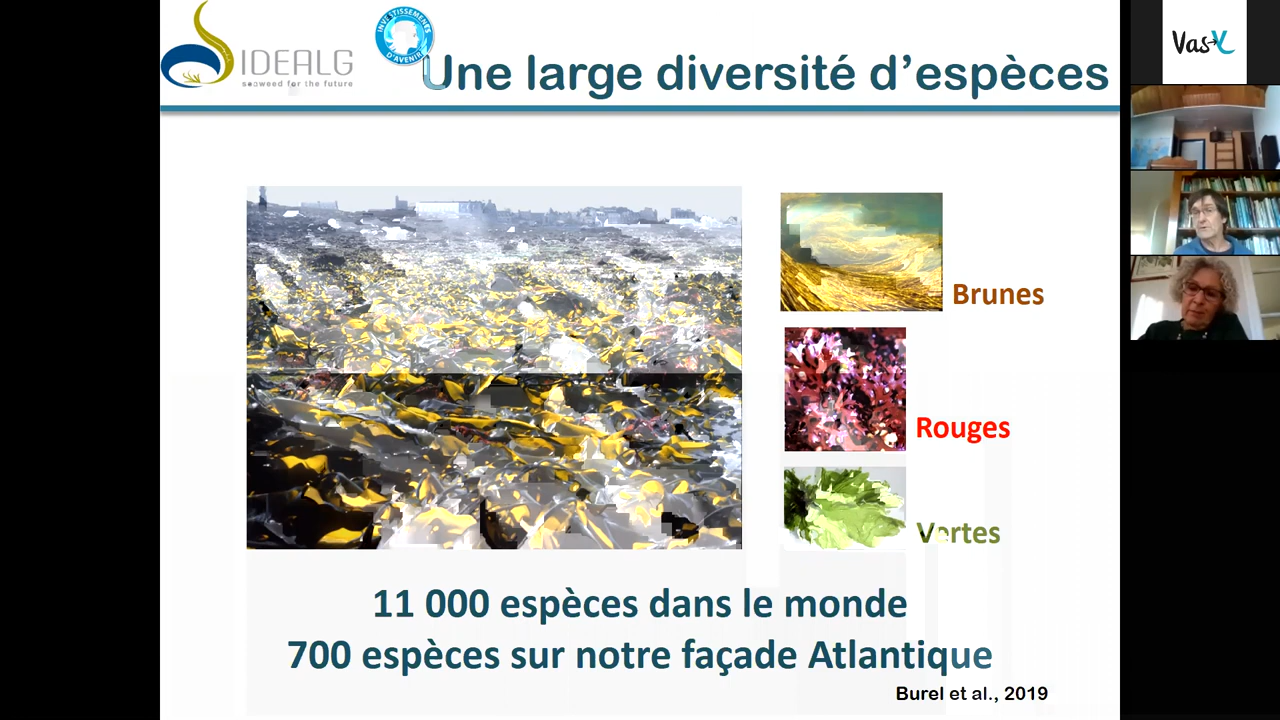 IDEALG
seaweed for the future
INVESTISSEMENTS
D'AVENIR
Une large diversité d'espèces
Vas-Y
Brunes
Rouges
Vertes
11 000 espèces dans le monde
700 espèces sur notre façade Atlantique
Burel et al., 2019